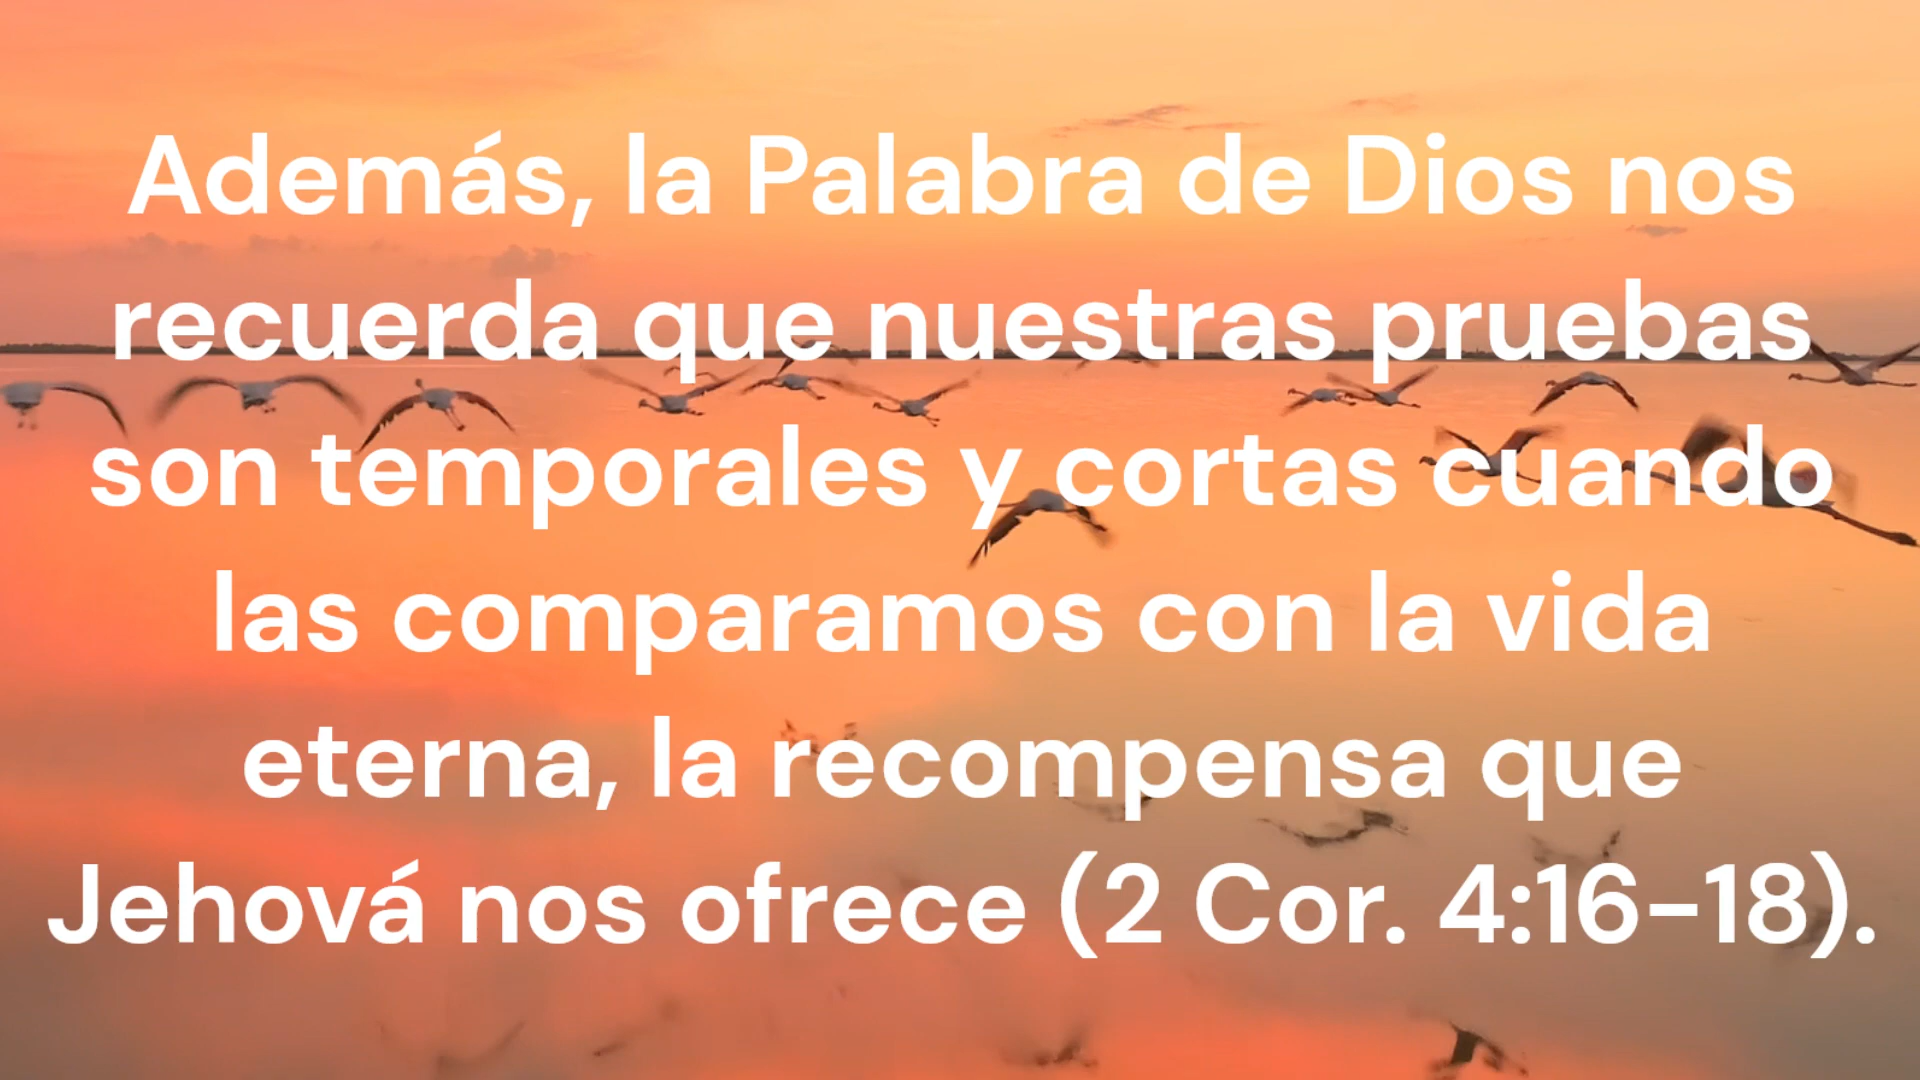 Además, la Palabra de Dios nos
recuerda que nuestras pruebas
son temporales y cortas cuando
las comparamos con la vida
eterna, la recompensa que
Jehová nos ofrece (2 Cor. 4:16-18).